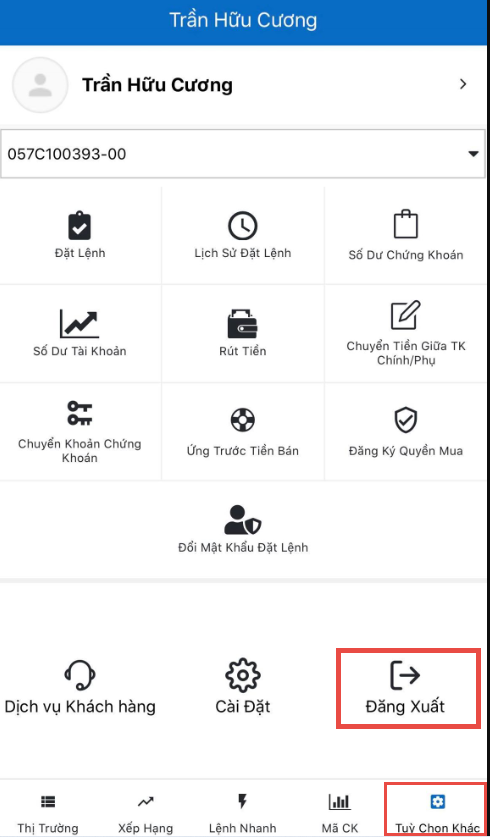 Trần Hữu Cương
Trần Hữu Cương
057C100393-00
Đặt Lệnh
Lịch Sử Đặt Lệnh
Số Dư Chứng Khoán
Số Dư Tài Khoản
Rút Tiền
Chuyển Tiền Giữa TK
Chính/Phụ
Chuyển Khoản Chứng
Khoán
Ứng Trước Tiền Bán
Đăng Ký Quyền Mua
Đổi Mật Khẩu Đặt Lệnh
Dịch vụ Khách hàng
Cài Đặt
Đăng Xuất
Thị Trường
Xếp Hạng
Lệnh Nhanh
Mã CK
Tuỳ Chọn Khác